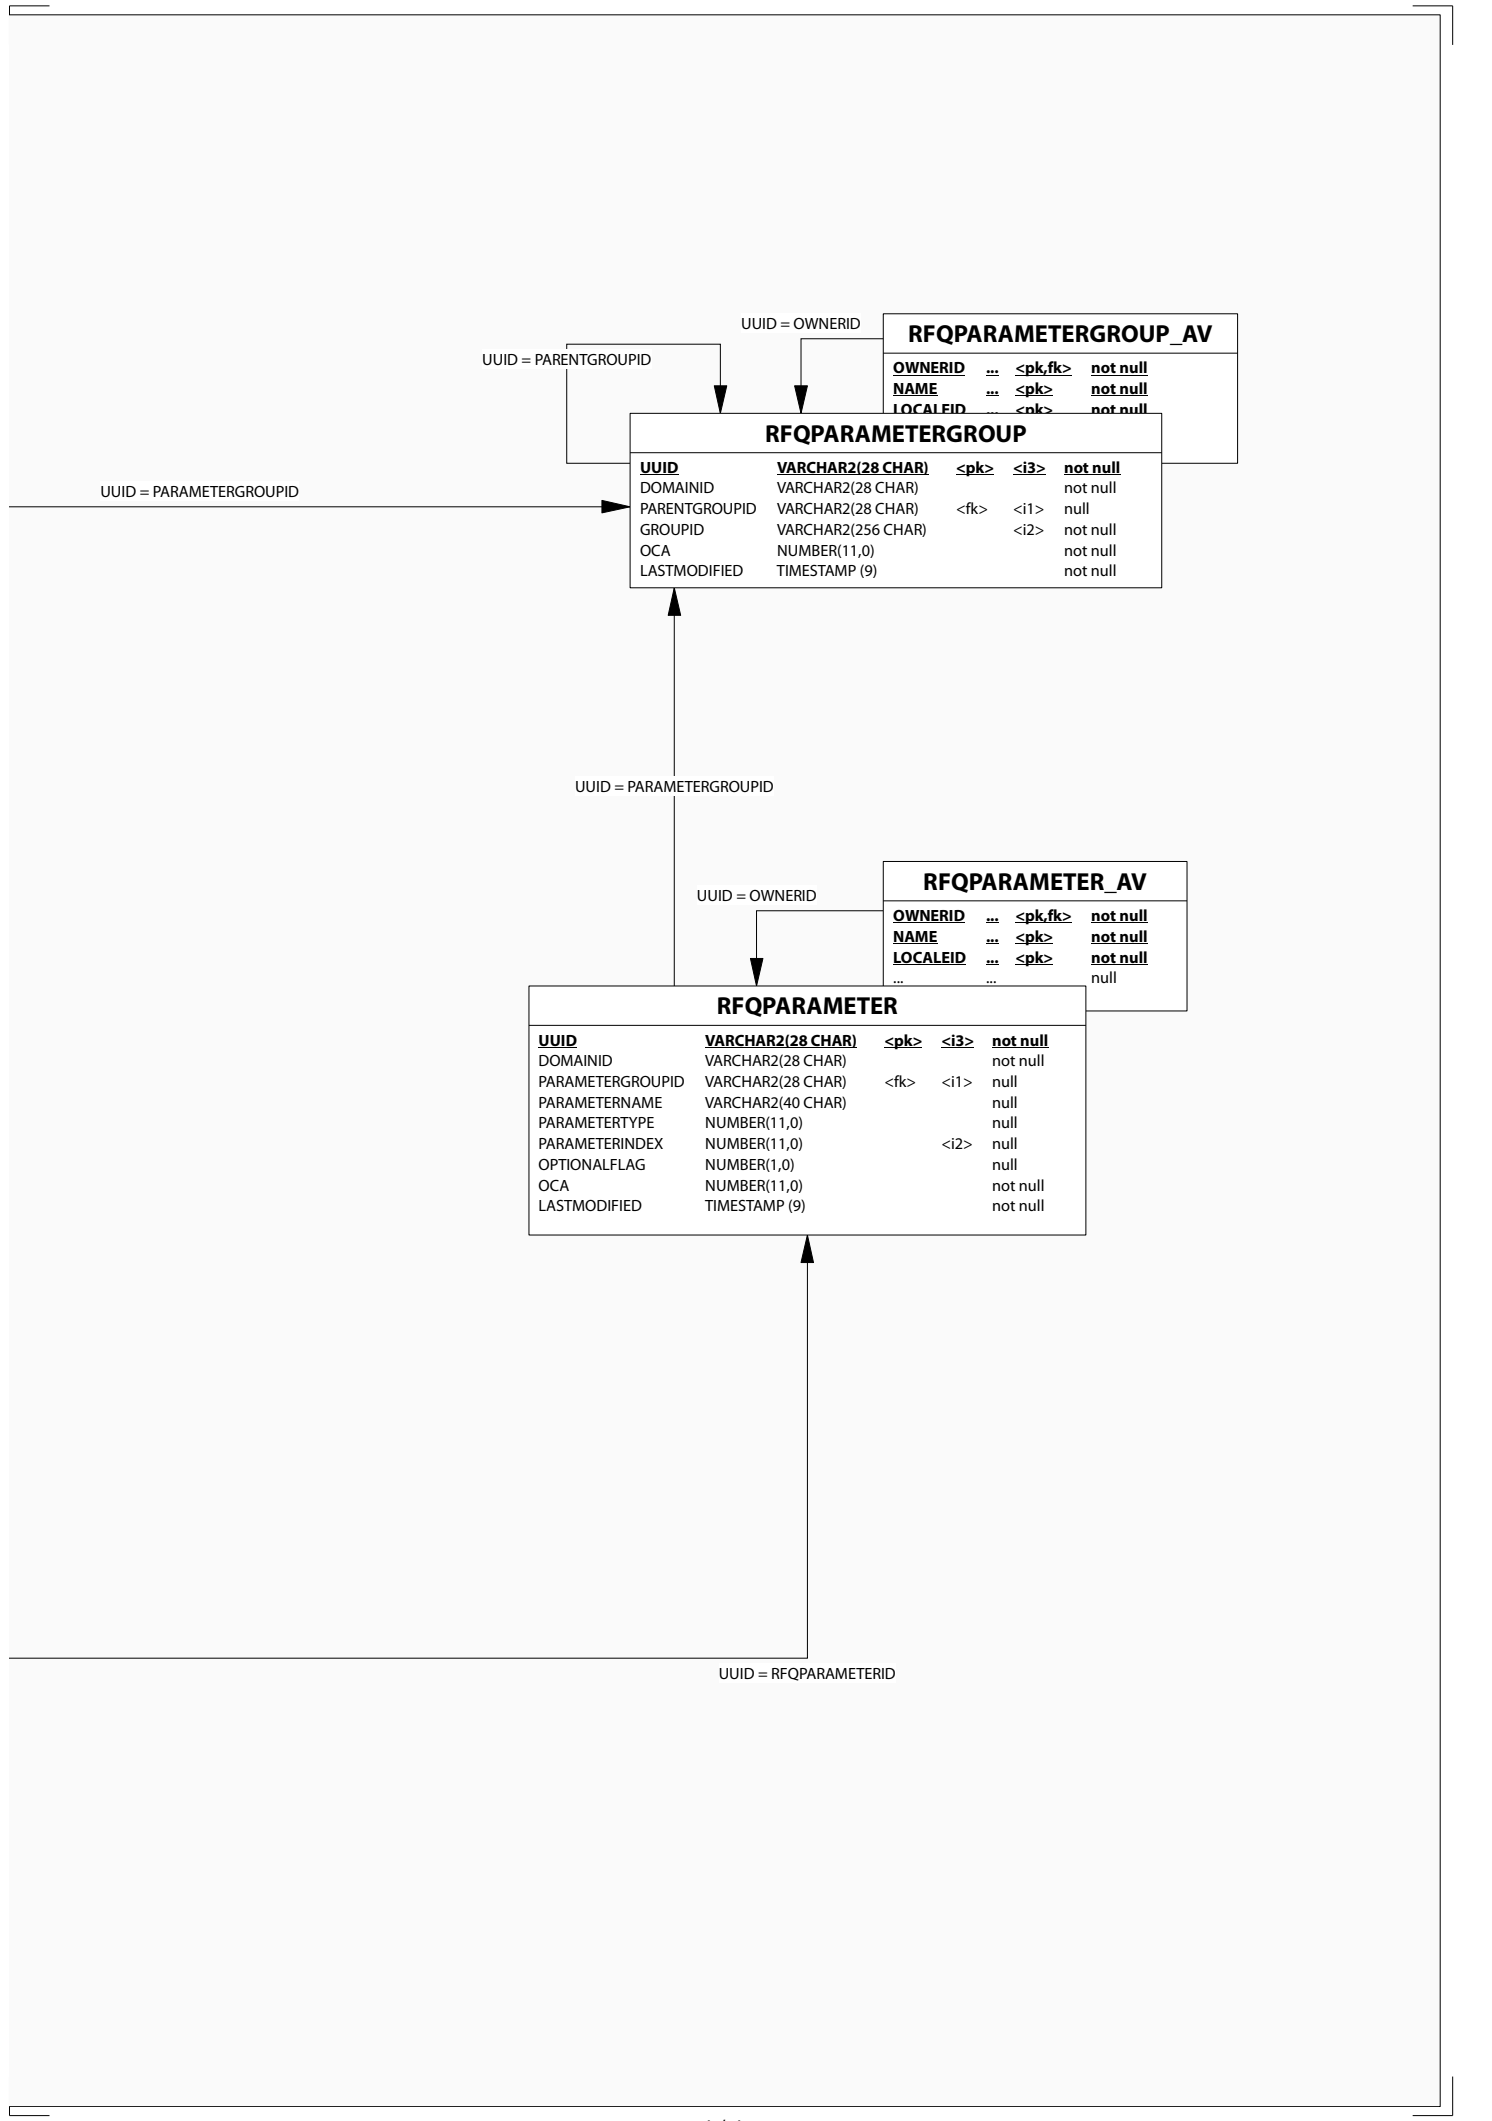 UUID = OWNERID
RFQPARAMETERGROUP_AV
UUID = PARENTGROUPID
OWNERID ... <pk,fk> not null
NAME ... <pk> not null
LOCALEID ... <pk> not null
RFQPARAMETERGROUP
UUID VARCHAR2(28 CHAR) <pk> <i3> not null
DOMAINID VARCHAR2(28 CHAR) not null
PARENTGROUPID VARCHAR2(28 CHAR) <fk> <i1> null
GROUPID VARCHAR2(256 CHAR) <i2> not null
OCA NUMBER(11,0) not null
LASTMODIFIED TIMESTAMP (9) not null
UUID = PARAMETERGROUPID
UUID = PARAMETERGROUPID
RFQPARAMETER_AV
UUID = OWNERID
OWNERID ... <pk,fk> not null
NAME ... <pk> not null
LOCALEID ... <pk> not null
... ... null
RFQPARAMETER
UUID VARCHAR2(28 CHAR) <pk> <i3> not null
DOMAINID VARCHAR2(28 CHAR) not null
PARAMETERGROUPID VARCHAR2(28 CHAR) <fk> <i1> null
PARAMETERNAME VARCHAR2(40 CHAR) null
PARAMETERTYPE NUMBER(11,0) null
PARAMETERINDEX NUMBER(11,0) <i2> null
OPTIONALFLAG NUMBER(1,0) null
OCA NUMBER(11,0) not null
LASTMODIFIED TIMESTAMP (9) not null
UUID = RFQPARAMETERID